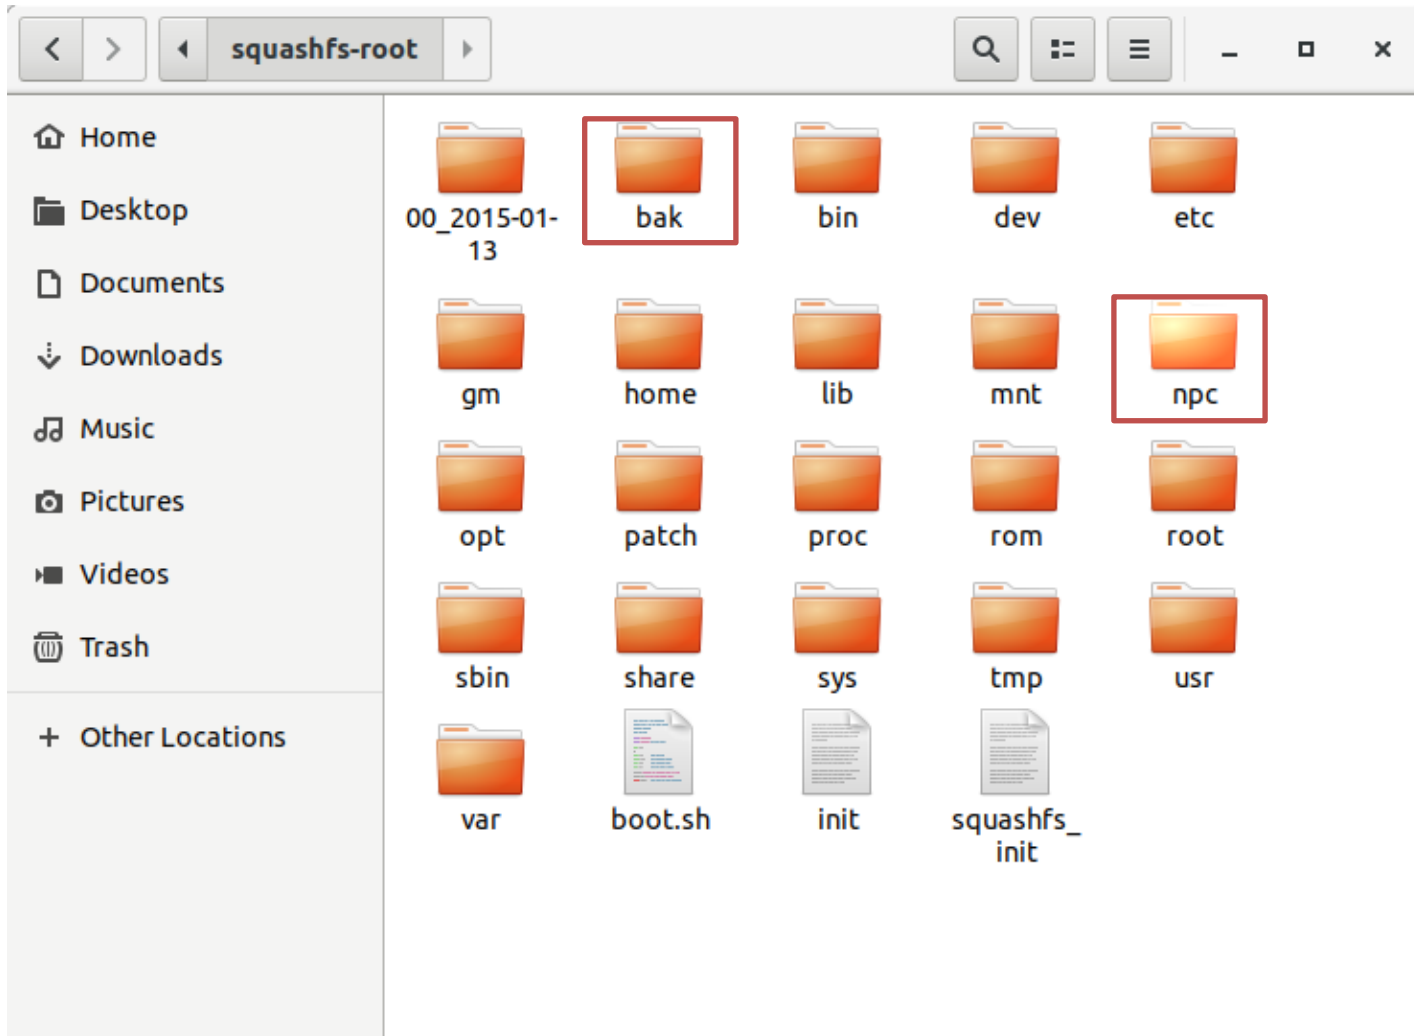 squashfs-root
Home
Desktop
Documents
Downloads
Music
Pictures
Videos
Trash
+ Other Locations
00_2015-01-
13
bak
bin
dev
etc
gm
home
lib
mnt
npc
opt
patch
proc
rom
root
sbin
share
sys
tmp
usr
var
boot.sh
init
squashfs_
init